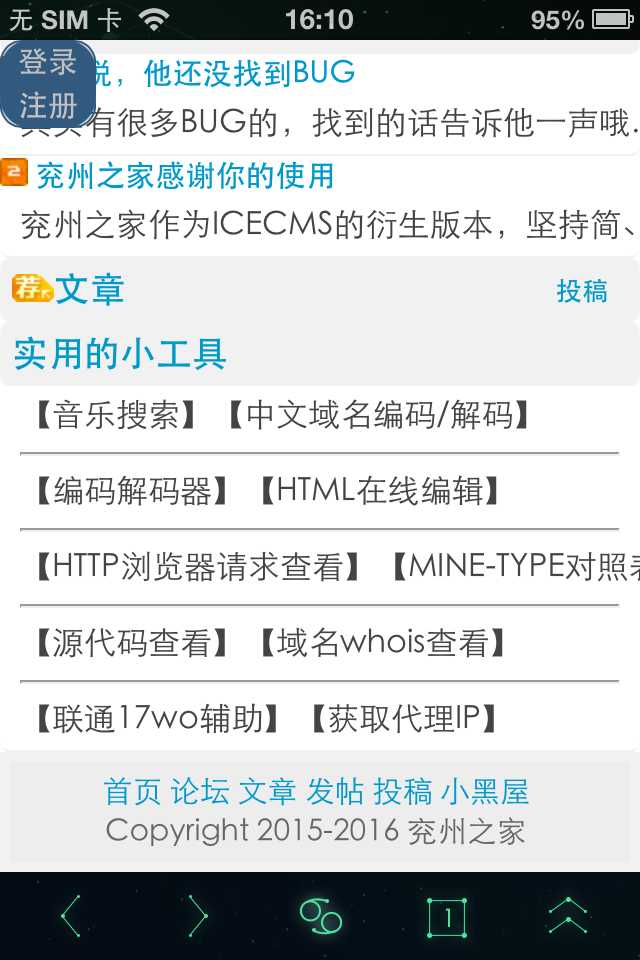 无 SIM 卡 16:10 95%
登录
注册
说，他还没找到BUG
有很多BUG的，找到的话告诉他一声哦.
2 兖州之家感谢你的使用
兖州之家作为ICECMS的衍生版本，坚持简、
荐 文章 投稿
实用的小工具
【音乐搜索】【中文域名编码/解码】
【编码解码器】【HTML在线编辑】
【HTTP浏览器请求查看】【MINE-TYPE对照表
【源代码查看】【域名whois查看】
【联通17wo辅助】【获取代理IP】
首页 论坛 文章 发帖 投稿 小黑屋
Copyright 2015-2016 兖州之家
1